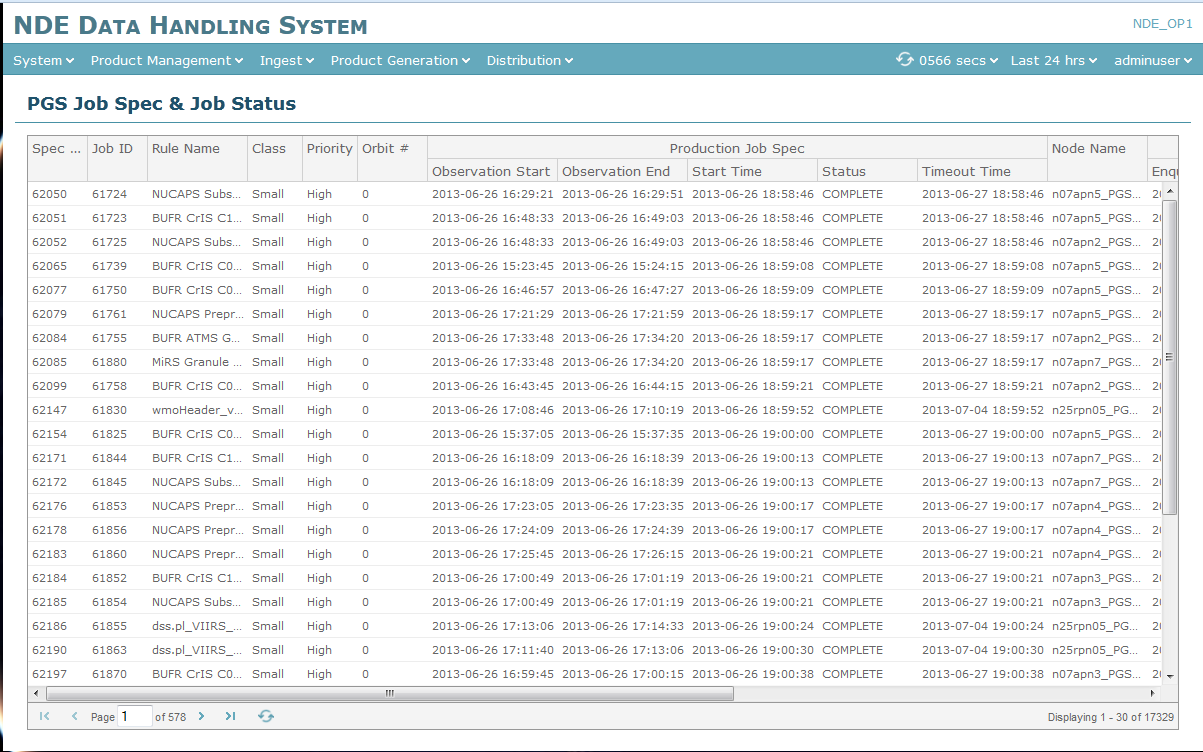 NDE DATA HANDLING SYSTEM NDE_OP1
System Product Management Ingest Product Generation Distribution 0566 secs Last 24 hrs adminuser
PGS Job Spec & Job Status
Spec ... Job ID Rule Name Class Priority Orbit # Production Job Spec Node Name
Observation Start Observation End Start Time Status Timeout Time Enqu
62050 61724 NUCAPS Subs... Small High 0 2013-06-26 16:29:21 2013-06-26 16:29:51 2013-06-26 18:58:46 COMPLETE 2013-06-27 18:58:46 n07apn5_PGS... 20
62051 61723 BUFR CrIS C1... Small High 0 2013-06-26 16:48:33 2013-06-26 16:49:03 2013-06-26 18:58:46 COMPLETE 2013-06-27 18:58:46 n07apn5_PGS... 20
62052 61725 NUCAPS Subs... Small High 0 2013-06-26 16:48:33 2013-06-26 16:49:03 2013-06-26 18:58:46 COMPLETE 2013-06-27 18:58:46 n07apn2_PGS... 20
62065 61739 BUFR CrIS C0... Small High 0 2013-06-26 15:23:45 2013-06-26 15:24:15 2013-06-26 18:59:08 COMPLETE 2013-06-27 18:59:08 n07apn5_PGS... 20
62077 61750 BUFR CrIS C0... Small High 0 2013-06-26 16:46:57 2013-06-26 16:47:27 2013-06-26 18:59:09 COMPLETE 2013-06-27 18:59:09 n07apn5_PGS... 20
62079 61761 NUCAPS Prepr... Small High 0 2013-06-26 17:21:29 2013-06-26 17:21:59 2013-06-26 18:59:17 COMPLETE 2013-06-27 18:59:17 n07apn5_PGS... 20
62084 61755 BUFR ATMS G... Small High 0 2013-06-26 17:33:48 2013-06-26 17:34:20 2013-06-26 18:59:17 COMPLETE 2013-06-27 18:59:17 n07apn2_PGS... 20
62085 61880 MiRS Granule ... Small High 0 2013-06-26 17:33:48 2013-06-26 17:34:20 2013-06-26 18:59:17 COMPLETE 2013-06-27 18:59:17 n07apn7_PGS... 20
62099 61758 BUFR CrIS C0... Small High 0 2013-06-26 16:43:45 2013-06-26 16:44:15 2013-06-26 18:59:21 COMPLETE 2013-06-27 18:59:21 n07apn2_PGS... 20
62147 61830 wmoHeader_v... Small High 0 2013-06-26 17:08:46 2013-06-26 17:10:19 2013-06-26 18:59:52 COMPLETE 2013-07-04 18:59:52 n25rpn05_PG... 20
62154 61825 BUFR CrIS C0... Small High 0 2013-06-26 15:37:05 2013-06-26 15:37:35 2013-06-26 19:00:00 COMPLETE 2013-06-27 19:00:00 n07apn5_PGS... 20
62171 61844 BUFR CrIS C1... Small High 0 2013-06-26 16:18:09 2013-06-26 16:18:39 2013-06-26 19:00:13 COMPLETE 2013-06-27 19:00:13 n07apn7_PGS... 20
62172 61845 NUCAPS Subs... Small High 0 2013-06-26 16:18:09 2013-06-26 16:18:39 2013-06-26 19:00:13 COMPLETE 2013-06-27 19:00:13 n07apn7_PGS... 20
62176 61853 NUCAPS Prepr... Small High 0 2013-06-26 17:23:05 2013-06-26 17:23:35 2013-06-26 19:00:17 COMPLETE 2013-06-27 19:00:17 n07apn4_PGS... 20
62178 61856 NUCAPS Prepr... Small High 0 2013-06-26 17:24:09 2013-06-26 17:24:39 2013-06-26 19:00:17 COMPLETE 2013-06-27 19:00:17 n07apn4_PGS... 20
62183 61860 NUCAPS Prepr... Small High 0 2013-06-26 17:25:45 2013-06-26 17:26:15 2013-06-26 19:00:21 COMPLETE 2013-06-27 19:00:21 n07apn4_PGS... 20
62184 61852 BUFR CrIS C1... Small High 0 2013-06-26 17:00:49 2013-06-26 17:01:19 2013-06-26 19:00:21 COMPLETE 2013-06-27 19:00:21 n07apn3_PGS... 20
62185 61854 NUCAPS Subs... Small High 0 2013-06-26 17:00:49 2013-06-26 17:01:19 2013-06-26 19:00:21 COMPLETE 2013-06-27 19:00:21 n07apn3_PGS... 20
62186 61855 dss.pl_VIIRS_... Small High 0 2013-06-26 17:13:06 2013-06-26 17:14:33 2013-06-26 19:00:24 COMPLETE 2013-07-04 19:00:24 n25rpn05_PG... 20
62190 61863 dss.pl_VIIRS_... Small High 0 2013-06-26 17:11:40 2013-06-26 17:13:06 2013-06-26 19:00:30 COMPLETE 2013-07-04 19:00:30 n25rpn05_PG... 20
62197 61870 BUFR CrIS C0... Small High 0 2013-06-26 16:59:45 2013-06-26 17:00:15 2013-06-26 19:00:38 COMPLETE 2013-06-27 19:00:38 n07apn3_PGS... 20
Page 1 of 578 Displaying 1 - 30 of 17329